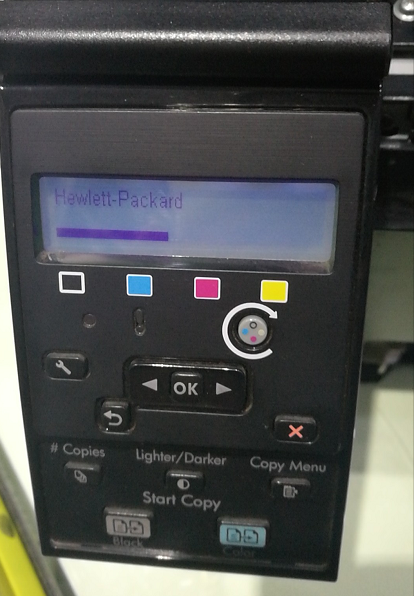 Hewlett-Packard
OK
# Copies
Lighter/Darker
Copy Menu
Start Copy
Black
Color